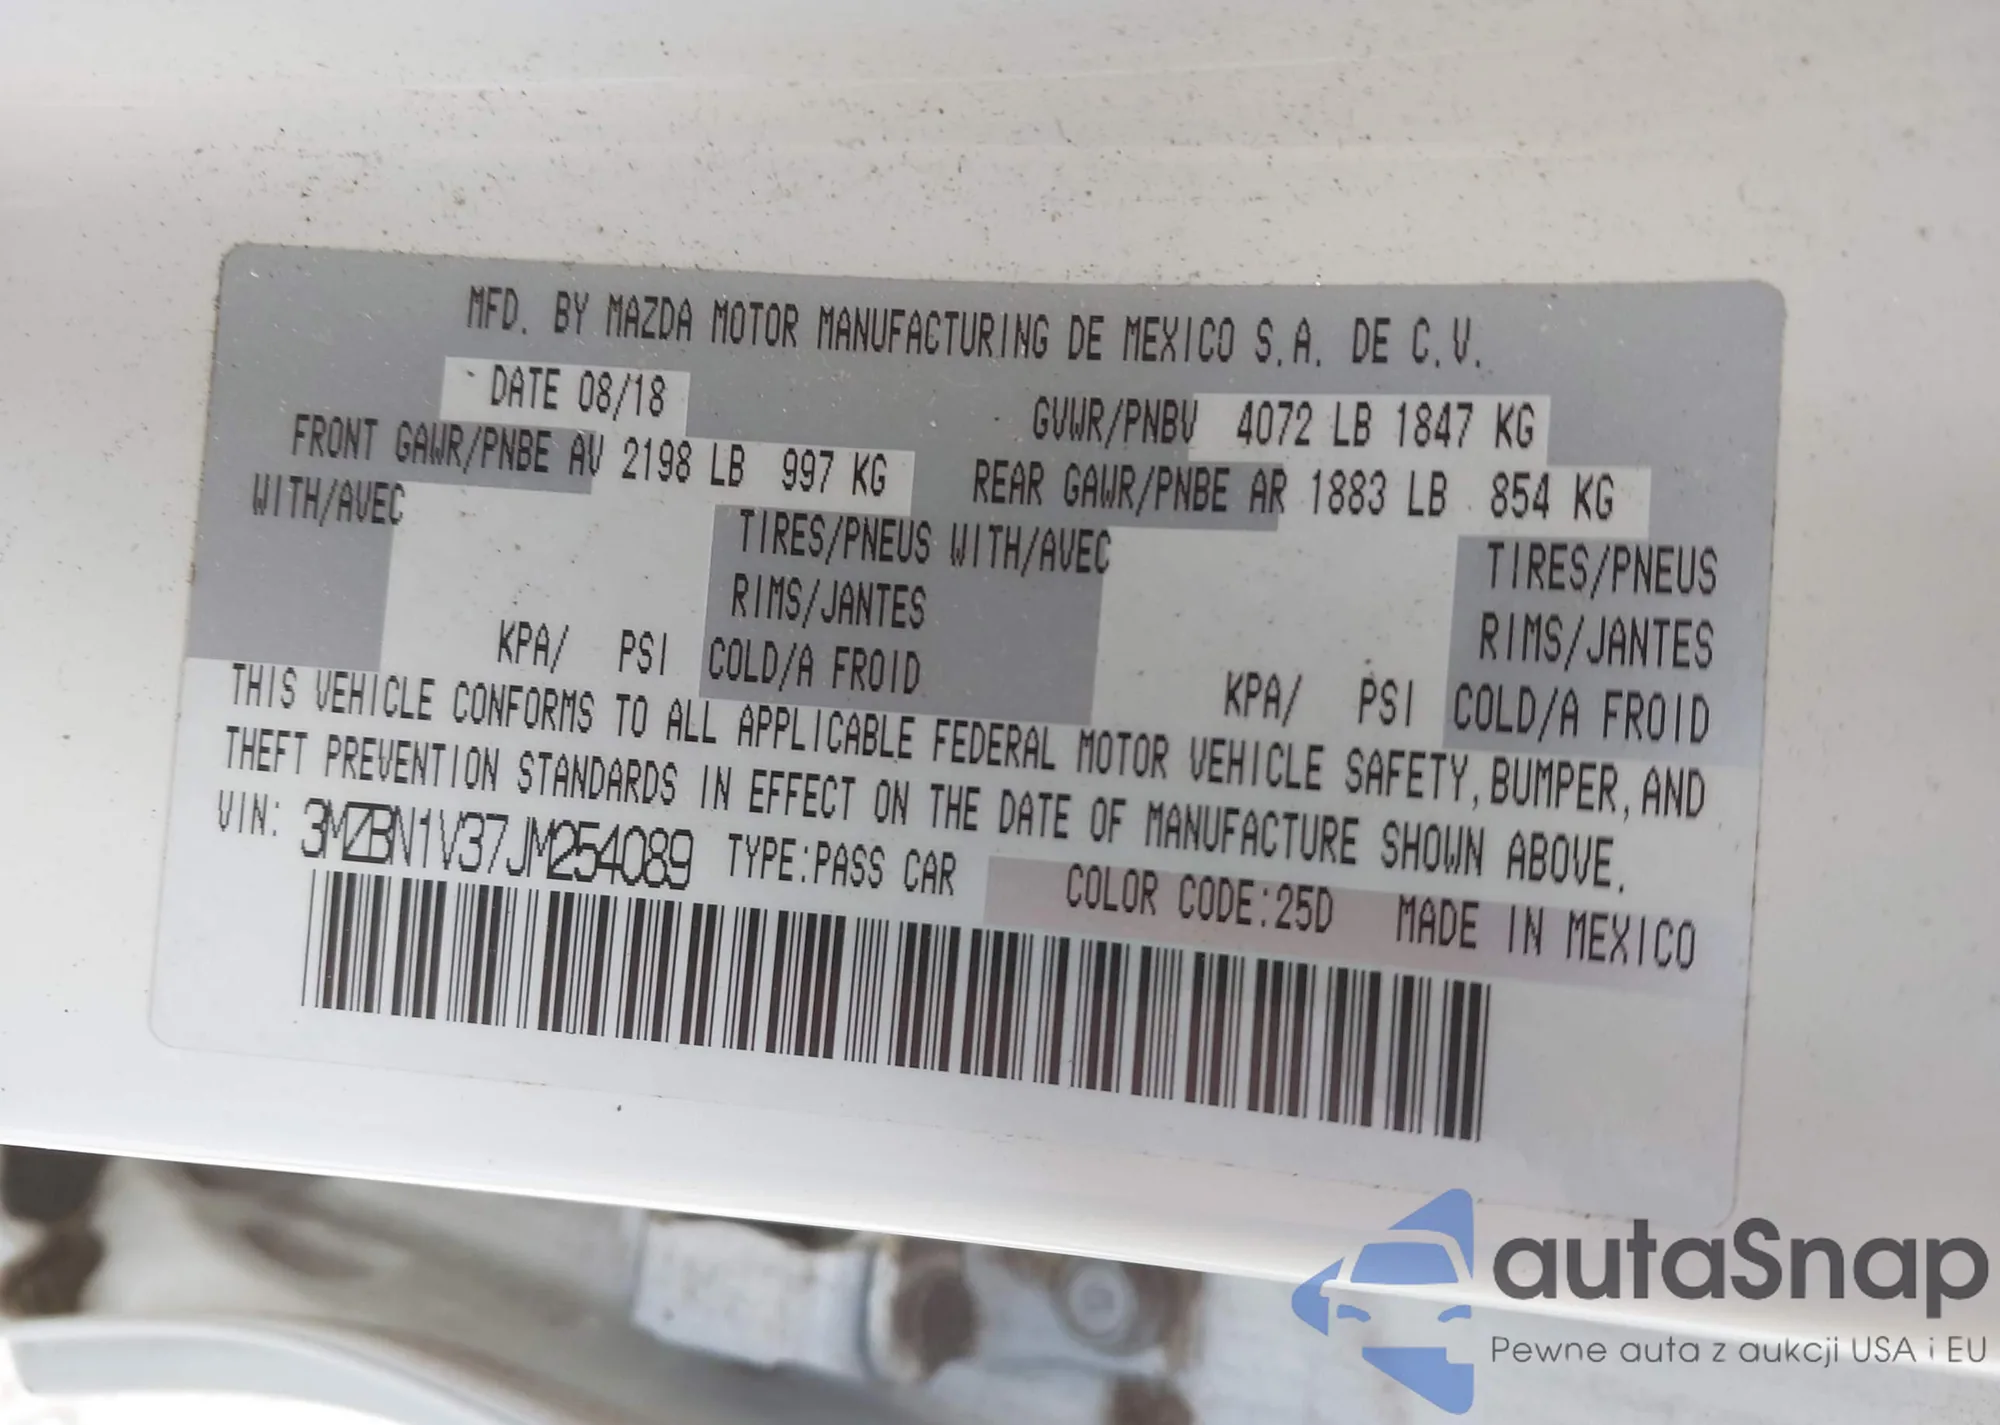 MFD. BY MAZDA MOTOR MANUFACTURING DE MEXICO S.A. DE C.V.
DATE 08/18 GVWR/PNBV 4072 LB 1847 KG
FRONT GAWR/PNBE AV 2198 LB 997 KG REAR GAWR/PNBE AR 1883 LB 854 KG
WITH/AVEC TIRES/PNEUS WITH/AVEC TIRES/PNEUS
RIMS/JANTES RIMS/JANTES
KPA/ PSI COLD/A FROID KPA/ PSI COLD/A FROID
THIS VEHICLE CONFORMS TO ALL APPLICABLE FEDERAL MOTOR VEHICLE SAFETY, BUMPER, AND
THEFT PREVENTION STANDARDS IN EFFECT ON THE DATE OF MANUFACTURE SHOWN ABOVE.
VIN: 3MZBN1V37JM254089 TYPE:PASS CAR COLOR CODE:25D MADE IN MEXICO
autaSnap
Pewne auta z aukcji USA i EU